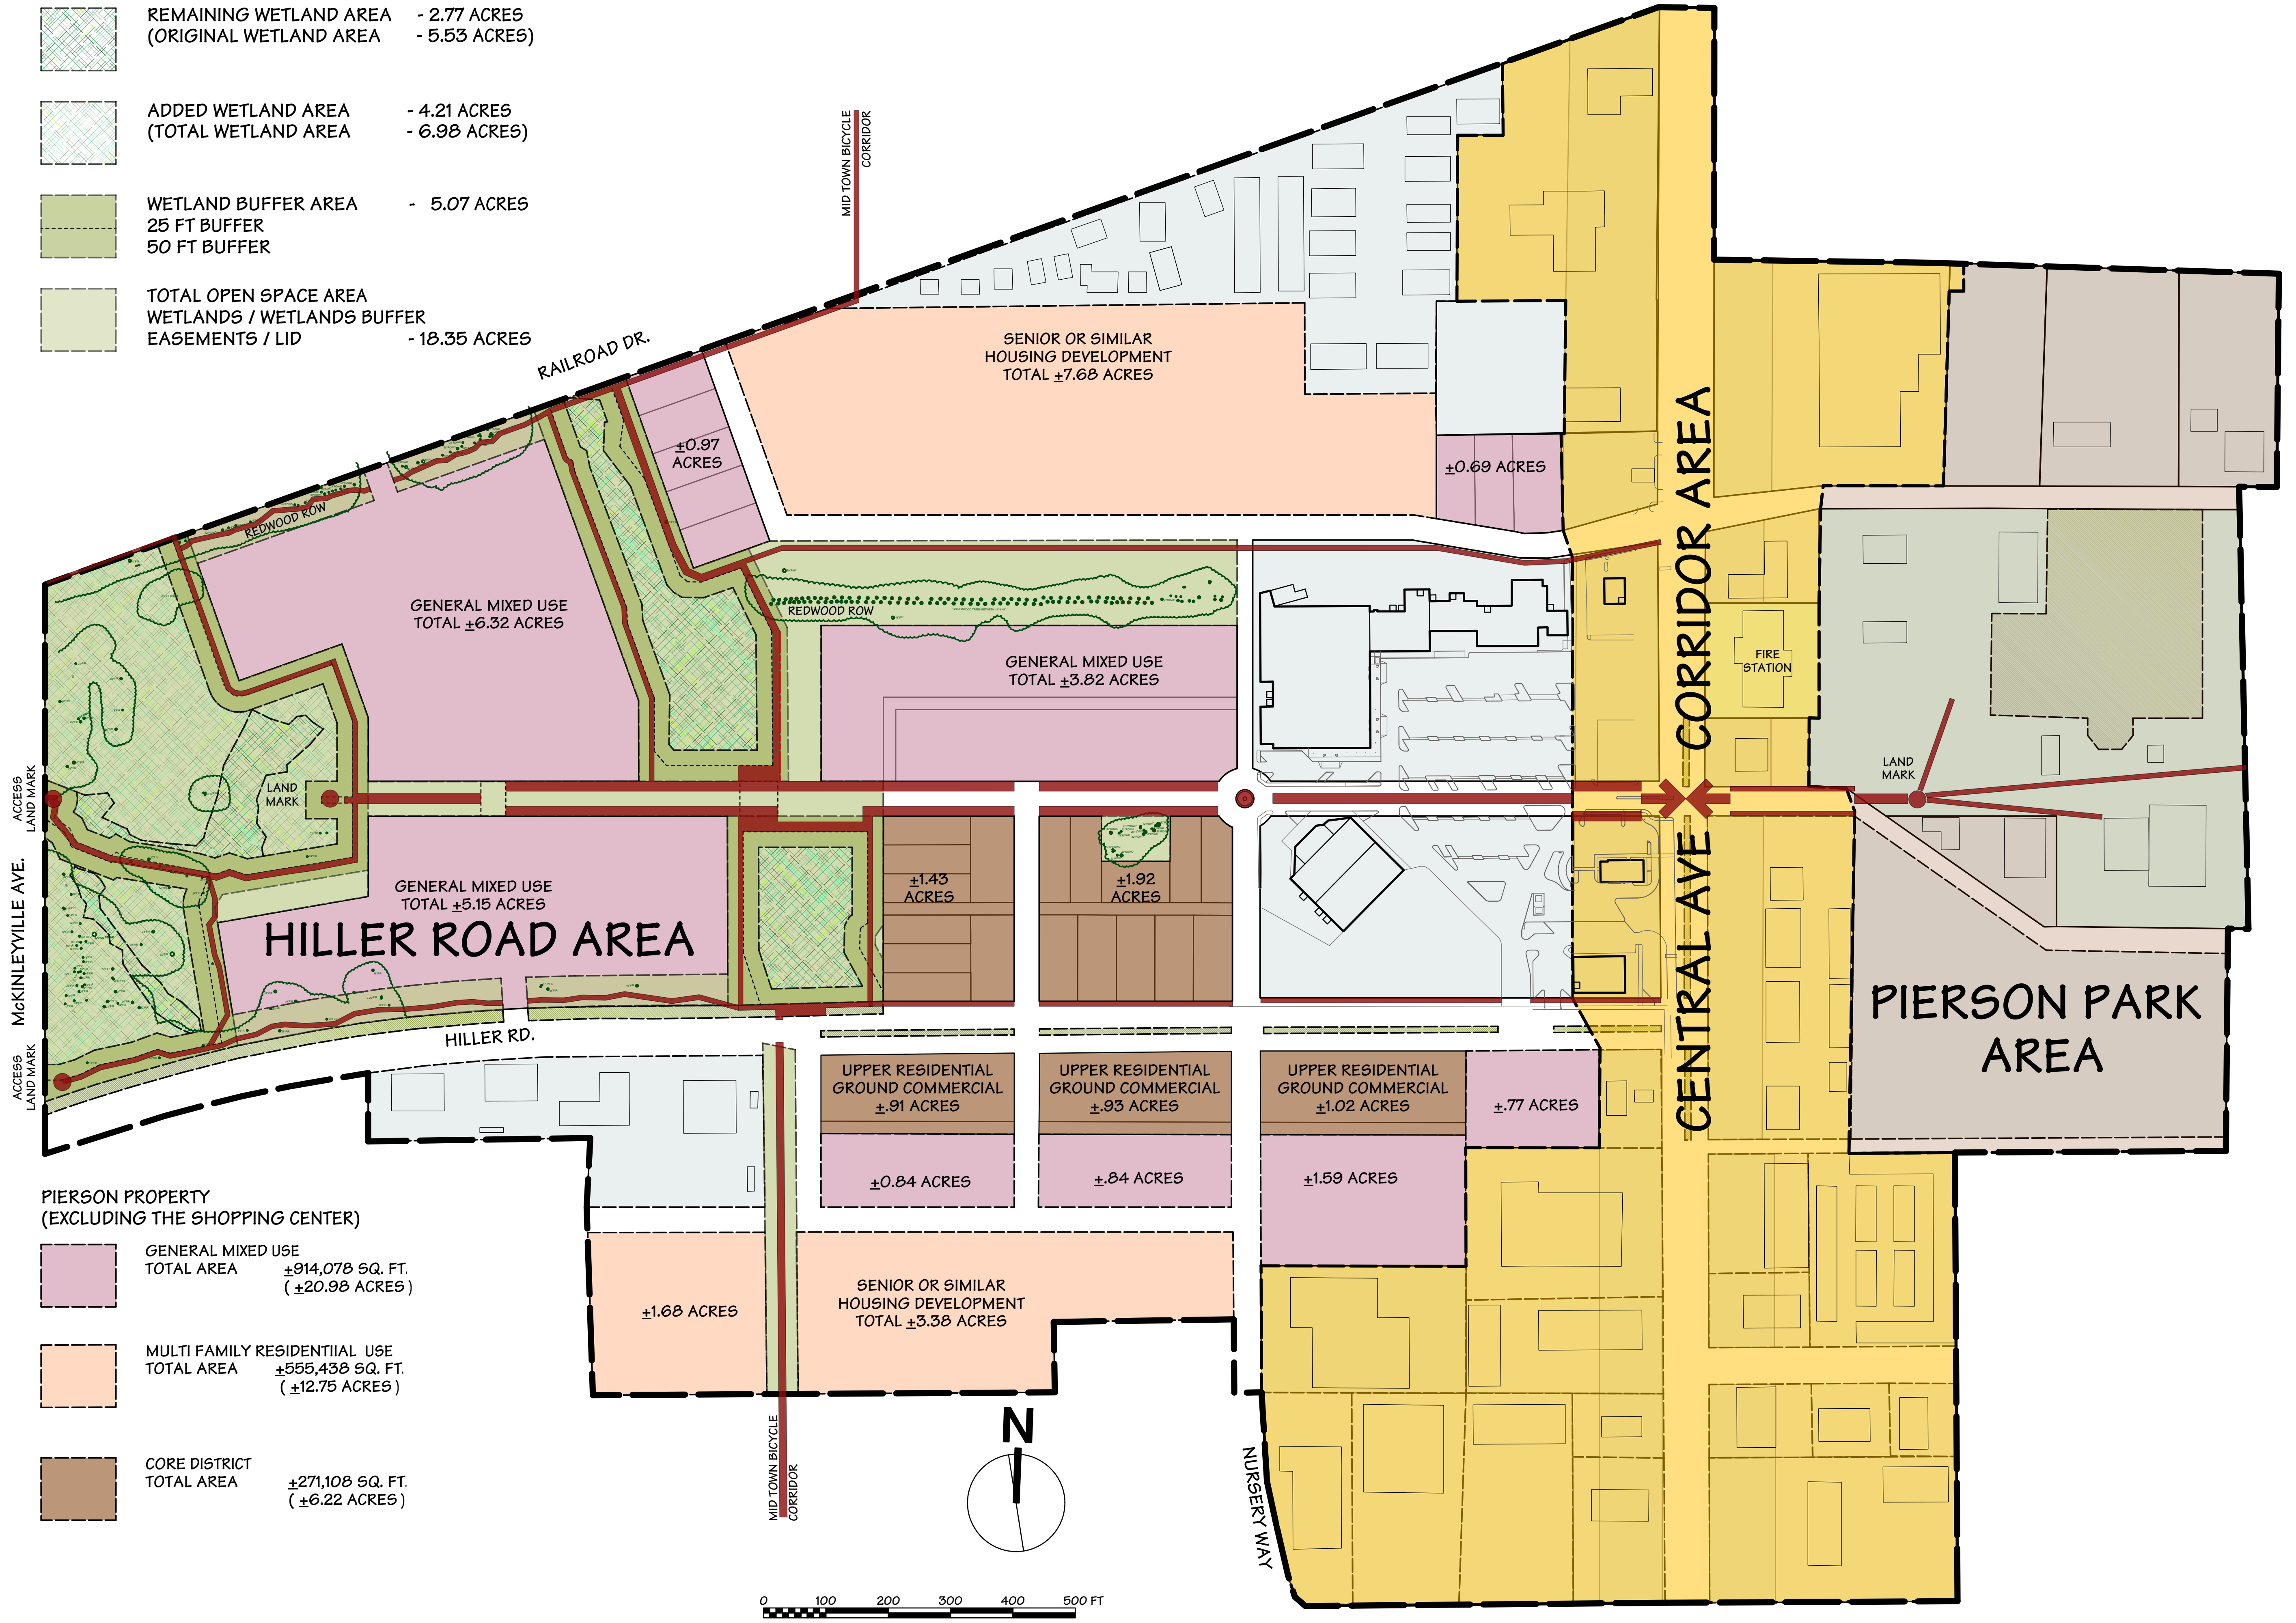 REMAINING WETLAND AREA - 2.77 ACRES
(ORIGINAL WETLAND AREA - 5.53 ACRES)
ADDED WETLAND AREA - 4.21 ACRES
(TOTAL WETLAND AREA - 6.98 ACRES)
WETLAND BUFFER AREA - 5.07 ACRES
25 FT BUFFER
50 FT BUFFER
TOTAL OPEN SPACE AREA
WETLANDS / WETLANDS BUFFER
EASEMENTS / LID - 18.35 ACRES
MID TOWN BICYCLE
CORRIDOR
RAILROAD DR.
SENIOR OR SIMILAR
HOUSING DEVELOPMENT
TOTAL ±7.68 ACRES
±0.97
ACRES
±0.69 ACRES
REDWOOD ROW
GENERAL MIXED USE
TOTAL ±6.32 ACRES
REDWOOD ROW
GENERAL MIXED USE
TOTAL ±3.82 ACRES
CENTRAL AVE CORRIDOR AREA
FIRE
STATION
LAND
MARK
LAND
MARK
ACCESS
LAND MARK
McKINLEYVILLE AVE.
ACCESS
LAND MARK
GENERAL MIXED USE
TOTAL ±5.15 ACRES
HILLER ROAD AREA
±1.43
ACRES
±1.92
ACRES
PIERSON PARK
AREA
HILLER RD.
UPPER RESIDENTIAL
GROUND COMMERCIAL
±.91 ACRES
UPPER RESIDENTIAL
GROUND COMMERCIAL
±.93 ACRES
UPPER RESIDENTIAL
GROUND COMMERCIAL
±1.02 ACRES
±.77 ACRES
±0.84 ACRES
±.84 ACRES
±1.59 ACRES
PIERSON PROPERTY
(EXCLUDING THE SHOPPING CENTER)
GENERAL MIXED USE
TOTAL AREA ±914,078 SQ. FT.
( ±20.98 ACRES )
MULTI FAMILY RESIDENTIIAL USE
TOTAL AREA ±555,438 SQ. FT.
( ±12.75 ACRES )
CORE DISTRICT
TOTAL AREA ±271,108 SQ. FT.
( ±6.22 ACRES )
±1.68 ACRES
SENIOR OR SIMILAR
HOUSING DEVELOPMENT
TOTAL ±3.38 ACRES
MID TOWN BICYCLE
CORRIDOR
N
NURSERY WAY
0 100 200 300 400 500 FT